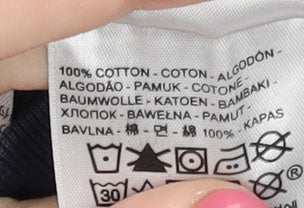 100% COTTON - COTON - ALGODÓN -
ALGODÃO - PAMUK - COTONE -
BAUMWOLLE - KATOEN - BAMBAKI -
ХЛОПОК - BAWEŁNA - PAMUT -
BAVLNA - 棉 - 면 - 綿 100% - KAPAS
30 ®